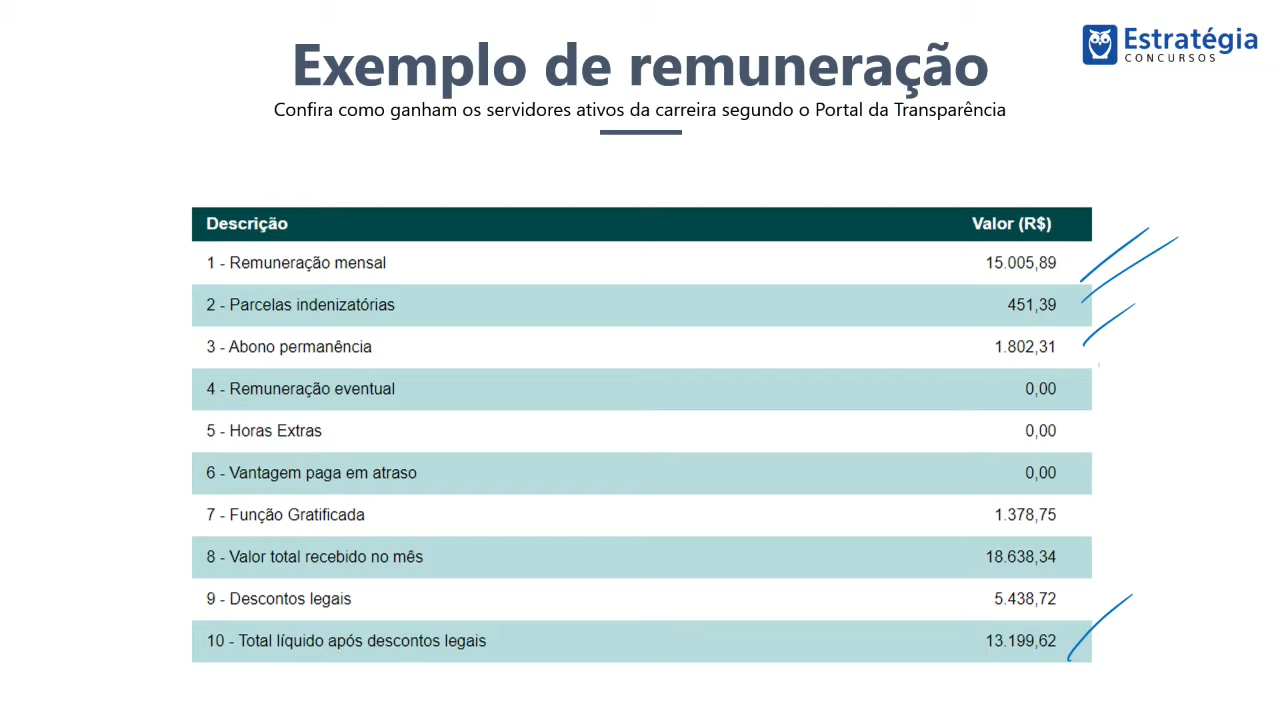 Exemplo de remuneração
Estratégia
CONCURSOS
Confira como ganham os servidores ativos da carreira segundo o Portal da Transparência
Descrição Valor (R$)
1 - Remuneração mensal 15.005,89
2 - Parcelas indenizatórias 451,39
3 - Abono permanência 1.802,31
4 - Remuneração eventual 0,00
5 - Horas Extras 0,00
6 - Vantagem paga em atraso 0,00
7 - Função Gratificada 1.378,75
8 - Valor total recebido no mês 18.638,34
9 - Descontos legais 5.438,72
10 - Total líquido após descontos legais 13.199,62